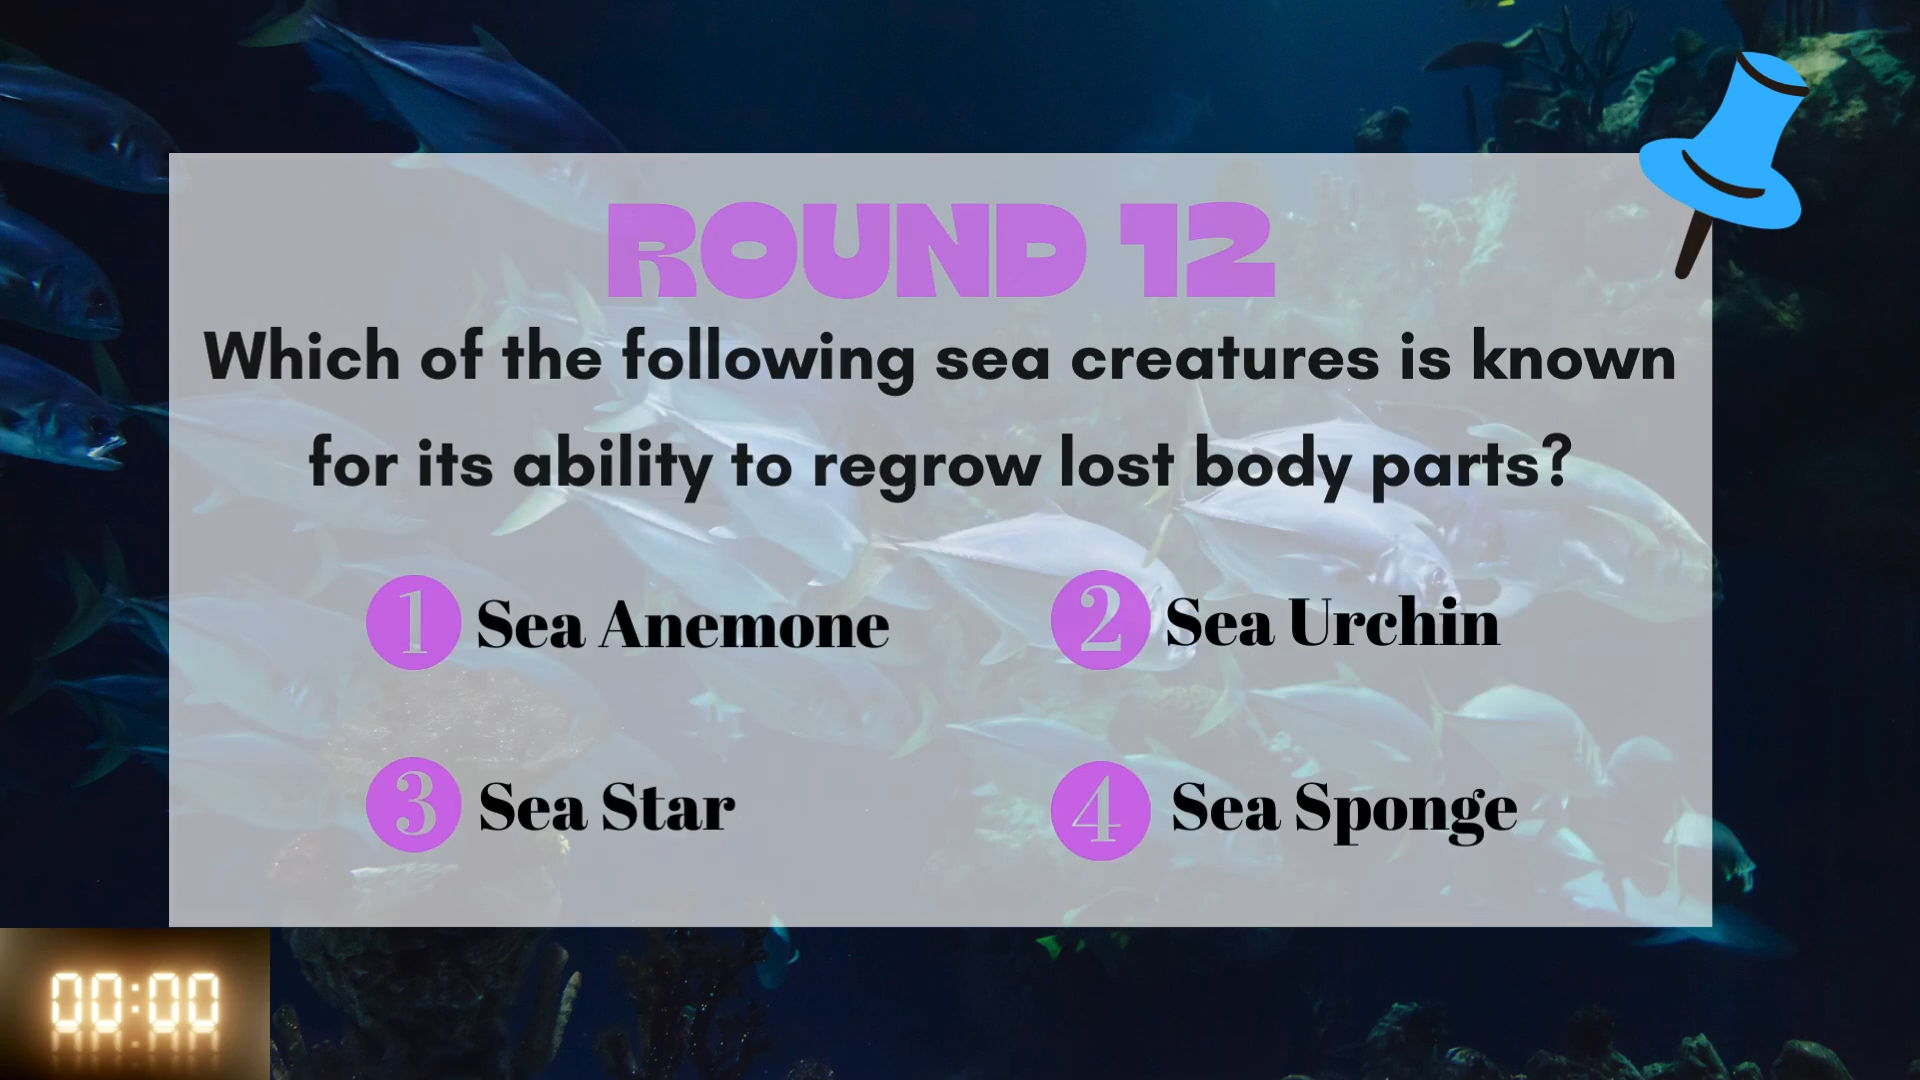 ROUND 12
Which of the following sea creatures is known
for its ability to regrow lost body parts?
1 Sea Anemone
2 Sea Urchin
3 Sea Star
4 Sea Sponge
00:00